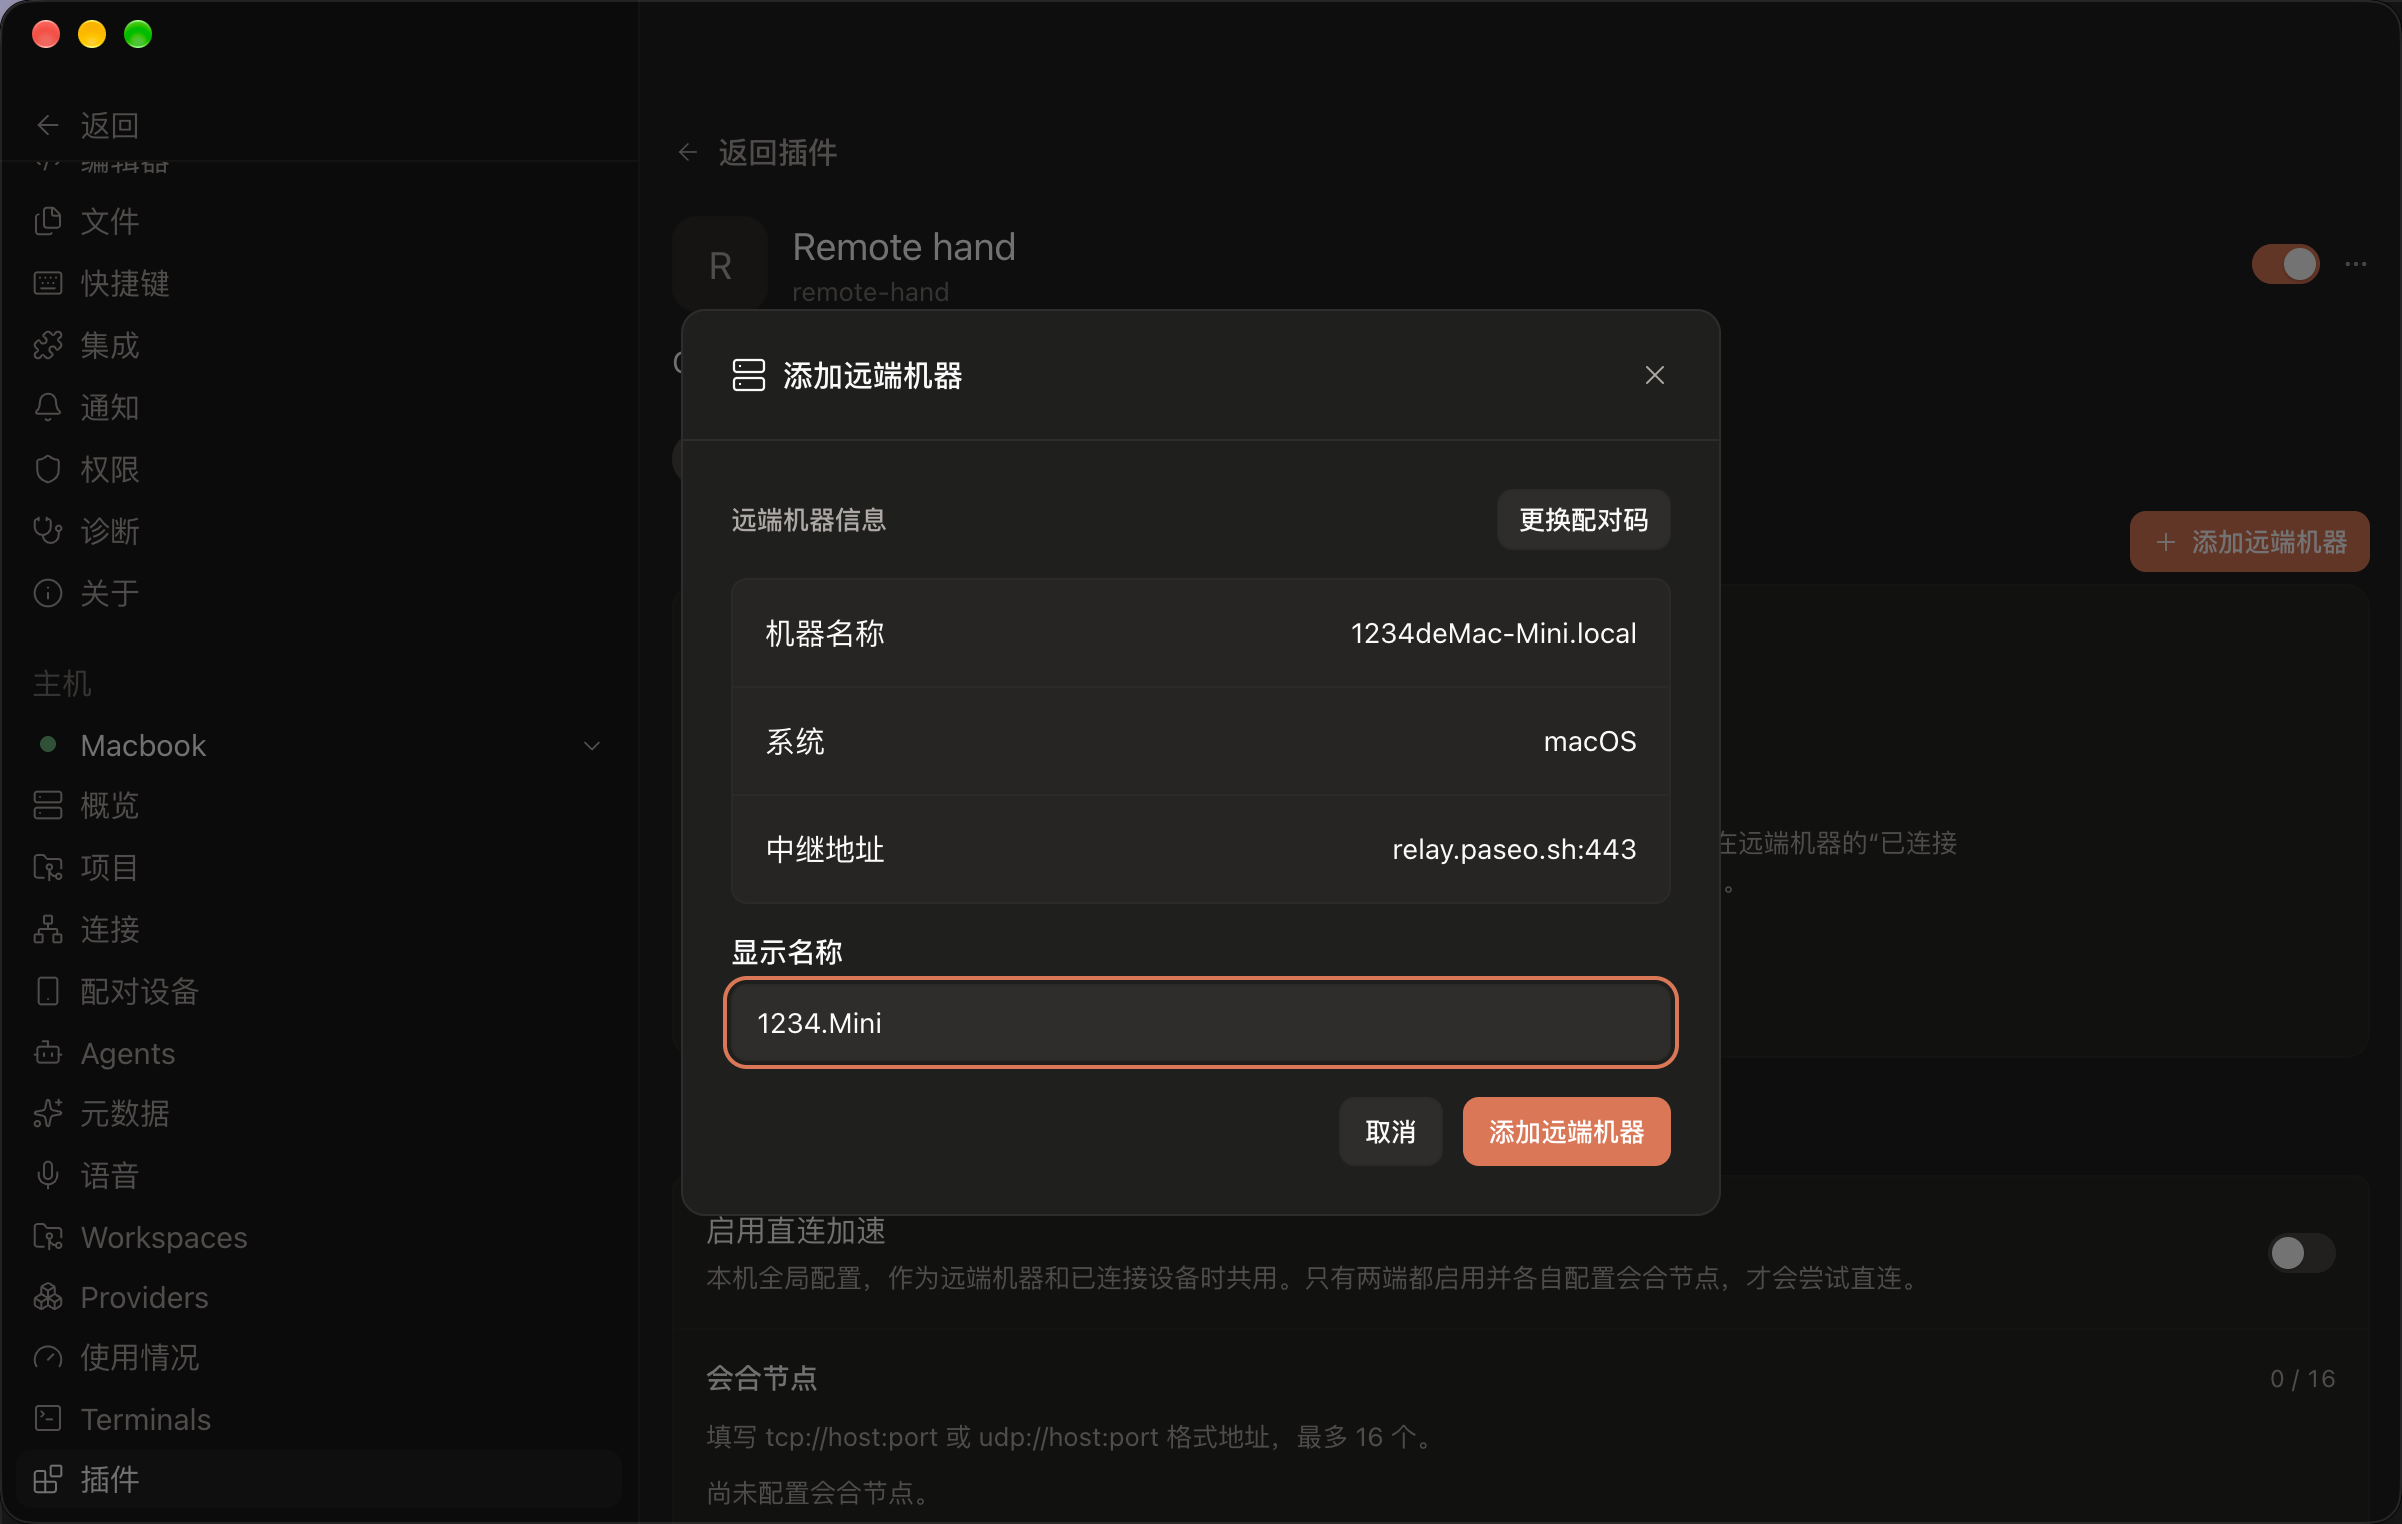 返回
编辑器
文件
快捷键
集成
通知
权限
诊断
关于
主机
Macbook
概览
项目
连接
配对设备
Agents
元数据
语音
Workspaces
Providers
使用情况
Terminals
插件
返回插件
R
Remote hand
remote-hand
添加远端机器
在远端机器的“已连接
。
添加远端机器
远端机器信息
更换配对码
机器名称
1234deMac-Mini.local
系统
macOS
中继地址
relay.paseo.sh:443
显示名称
1234.Mini
取消
添加远端机器
启用直连加速
本机全局配置，作为远端机器和已连接设备时共用。只有两端都启用并各自配置会合节点，才会尝试直连。
会合节点
0 / 16
填写 tcp://host:port 或 udp://host:port 格式地址，最多 16 个。
尚未配置会合节点。